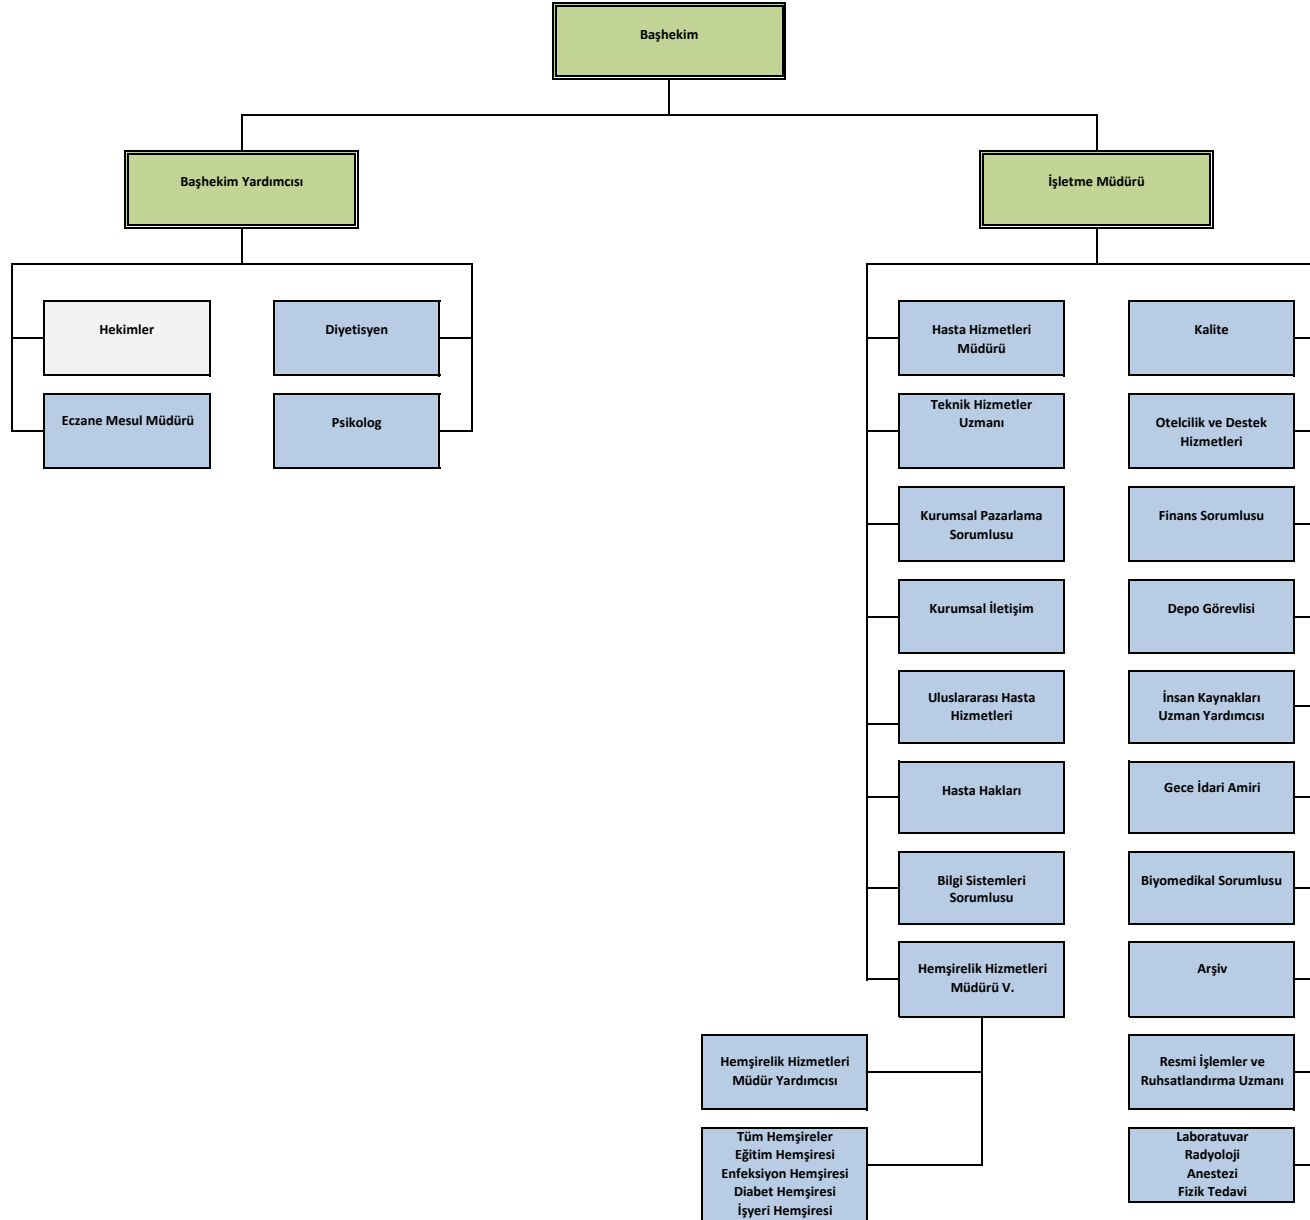 Başhekim
Başhekim Yardımcısı
İşletme Müdürü
Hekimler
Diyetisyen
Eczane Mesul Müdürü
Psikolog
Hasta Hizmetleri
Müdürü
Kalite
Teknik Hizmetler
Uzmanı
Otelcilik ve Destek
Hizmetleri
Kurumsal Pazarlama
Sorumlusu
Finans Sorumlusu
Kurumsal İletişim
Depo Görevlisi
Uluslararası Hasta
Hizmetleri
İnsan Kaynakları
Uzman Yardımcısı
Hasta Hakları
Gece İdari Amiri
Bilgi Sistemleri
Sorumlusu
Biyomedikal Sorumlusu
Hemşirelik Hizmetleri
Müdürü V.
Arşiv
Hemşirelik Hizmetleri
Müdür Yardımcısı
Resmi İşlemler ve
Ruhsatlandırma Uzmanı
Tüm Hemşireler
Eğitim Hemşiresi
Enfeksiyon Hemşiresi
Diabet Hemşiresi
İşyeri Hemşiresi
Laboratuvar
Radyoloji
Anestezi
Fizik Tedavi